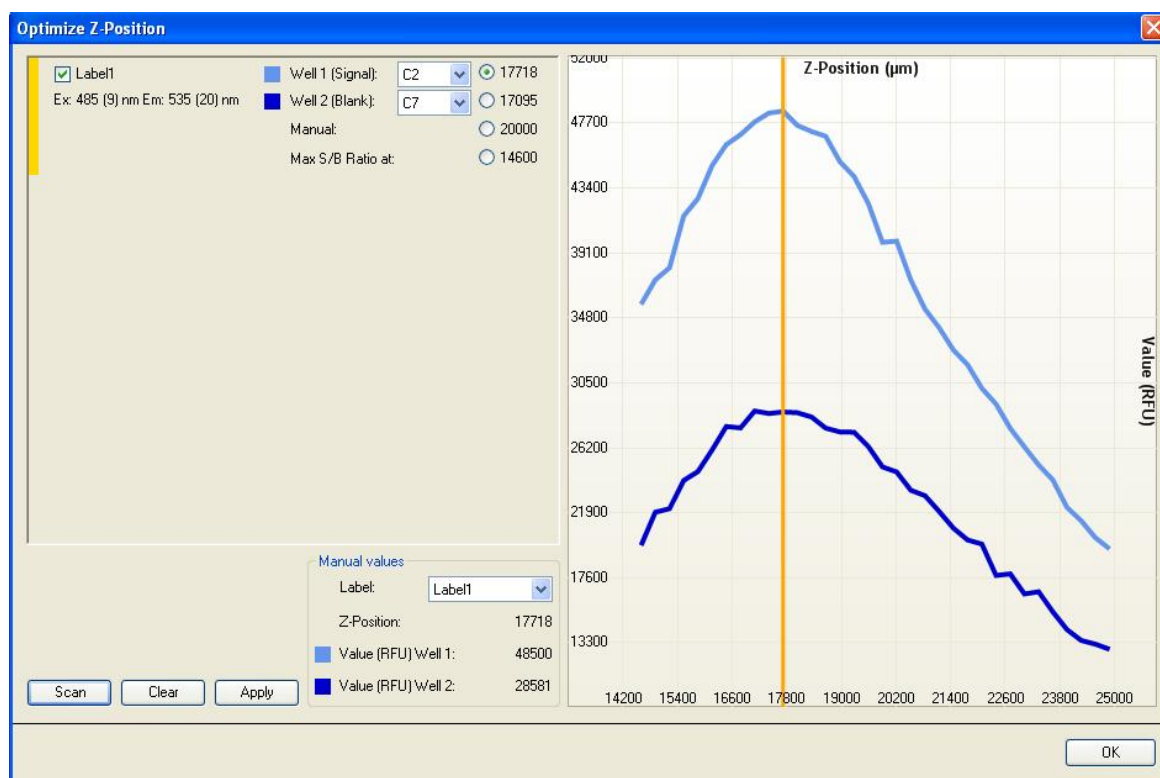 Optimize Z-Position
Label1
Ex: 485 (9) nm Em: 535 (20) nm
Well 1 (Signal): C2 17718
Well 2 (Blank): C7 17095
Manual: 20000
Max S/B Ratio at: 14600
Manual values
Label: Label1
Z-Position: 17718
Value (RFU) Well 1: 48500
Value (RFU) Well 2: 28581
Scan Clear Apply
Z-Position (µm)
52000
47700
43400
39100
34800
30500
26200
21900
17600
13300
Value (RFU)
14200 15400 16600 17800 19000 20200 21400 22600 23800 25000
OK